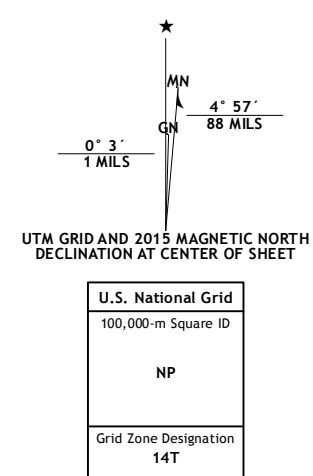 MN
GN
4° 57´
88 MILS
0° 3´
1 MILS
UTM GRID AND 2015 MAGNETIC NORTH
DECLINATION AT CENTER OF SHEET
U.S. National Grid
100,000-m Square ID
NP
Grid Zone Designation
14T